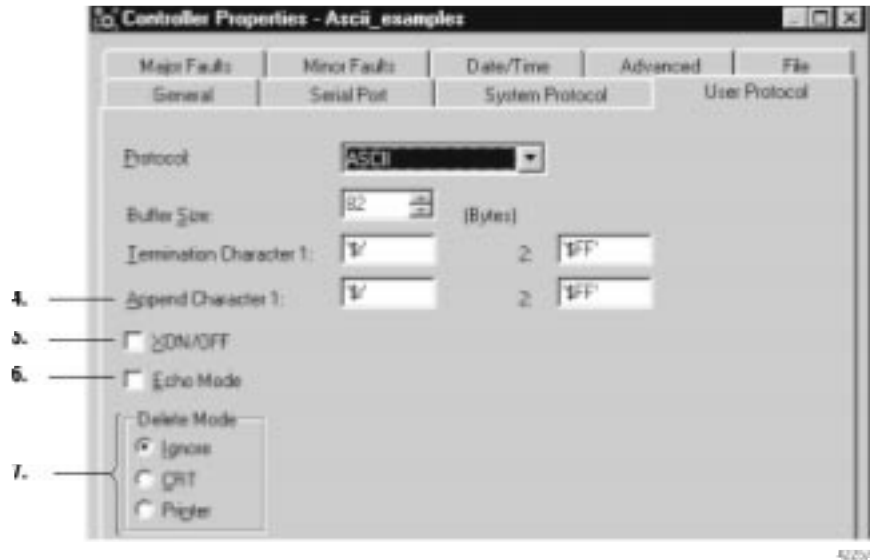 Controller Properties - Ascii_examples
Major Faults Minor Faults Date/Time Advanced File
General Serial Port System Protocol User Protocol
Protocol ASCII
Buffer Size: 82 (Bytes)
Termination Character 1: '$r' 2: '$FF'
4. Append Character 1: '$r' 2: '$FF'
5. XON/OFF
6. Echo Mode
Delete Mode
Ignore
7. CRT
Printer